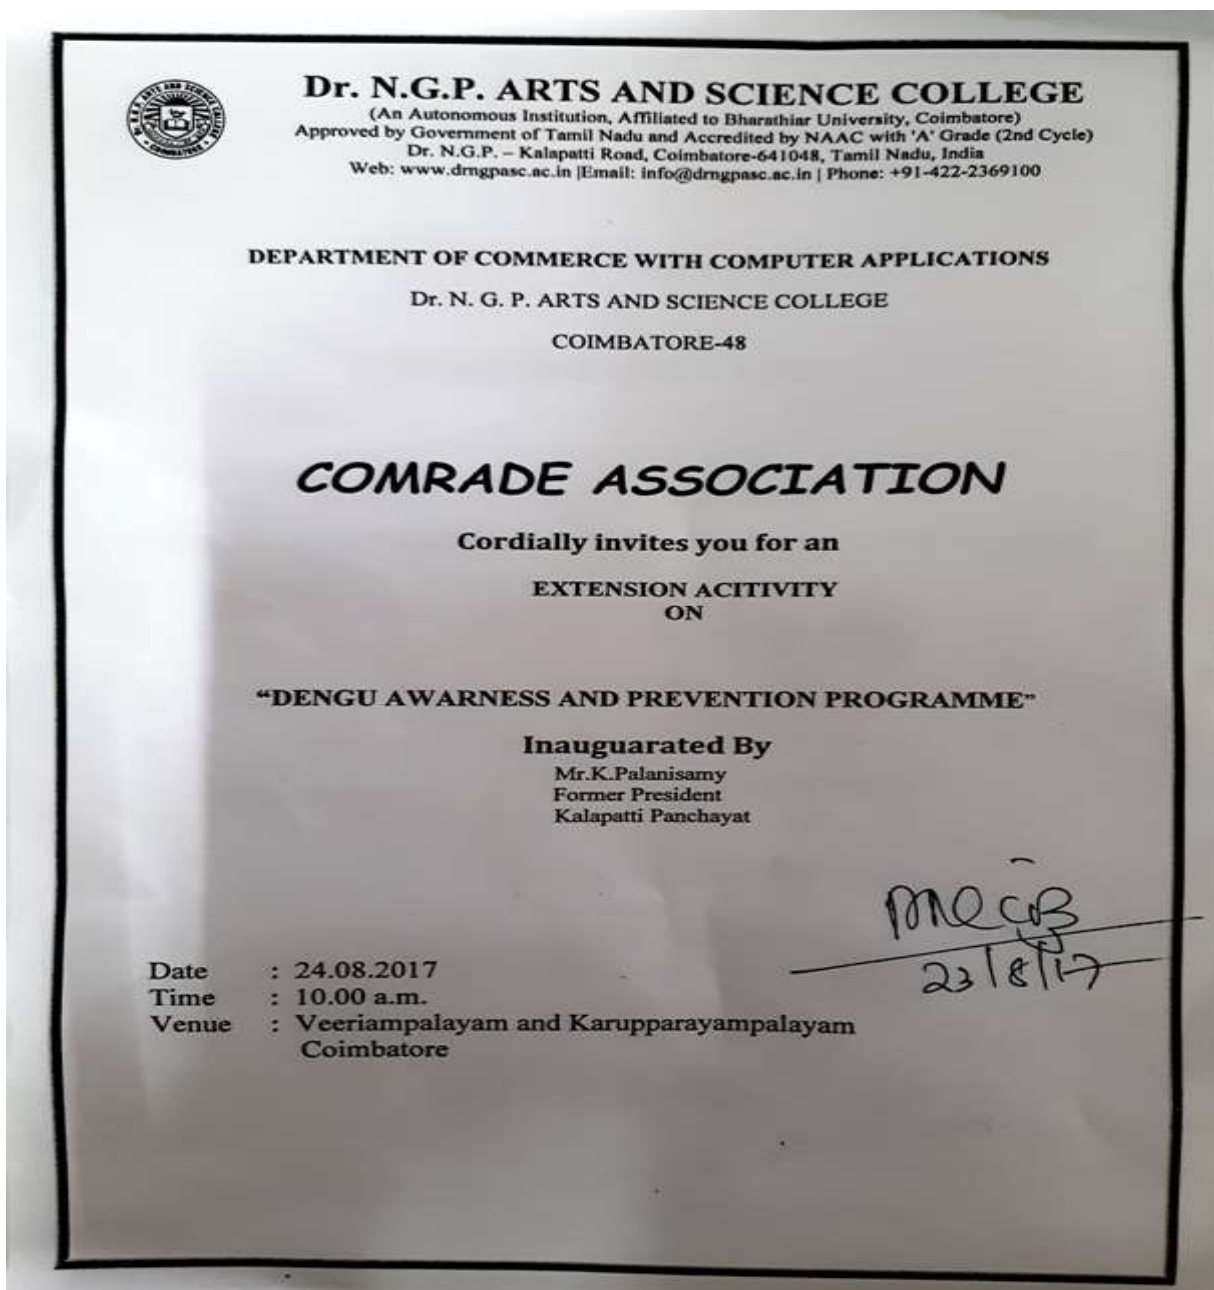 Dr. N.G.P. ARTS AND SCIENCE COLLEGE
(An Autonomous Institution, Affiliated to Bharathiar University, Coimbatore)
Approved by Government of Tamil Nadu and Accredited by NAAC with 'A' Grade (2nd Cycle)
Dr. N.G.P. – Kalapatti Road, Coimbatore-641048, Tamil Nadu, India
Web: www.drngpasc.ac.in |Email: info@drngpasc.ac.in | Phone: +91-422-2369100
DEPARTMENT OF COMMERCE WITH COMPUTER APPLICATIONS
Dr. N. G. P. ARTS AND SCIENCE COLLEGE
COIMBATORE-48
COMRADE ASSOCIATION
Cordially invites you for an
EXTENSION ACITIVITY
ON
“DENGU AWARNESS AND PREVENTION PROGRAMME”
Inauguarated By
Mr.K.Palanisamy
Former President
Kalapatti Panchayat
23/8/17
Date : 24.08.2017
Time : 10.00 a.m.
Venue : Veeriampalayam and Karupparayampalayam
Coimbatore